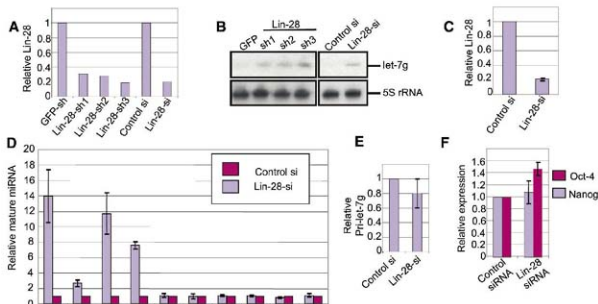 A
Relative Lin-28
1
0.8
0.6
0.4
0.2
0
GFP-sh
Lin-28-sh1
Lin-28-sh2
Lin-28-sh3
Control si
Lin-28-si
B
Lin-28
GFP
sh1
sh2
sh3
Control si
Lin-28-si
let-7g
5S rRNA
C
Relative Lin-28
1
0.8
0.6
0.4
0.2
0
Control si
Lin-28-si
D
Relative mature miRNA
20
18
16
14
12
10
8
6
4
2
0
Control si
Lin-28-si
E
Relative
Pri-let-7g
1.4
1.2
1
0.8
0.6
0.4
0.2
0
Control si
Lin-28-si
F
Relative expression
1.6
1.4
1.2
1.0
0.8
0.6
0.4
0.2
0
Control
siRNA
Lin-28
siRNA
Oct-4
Nanog